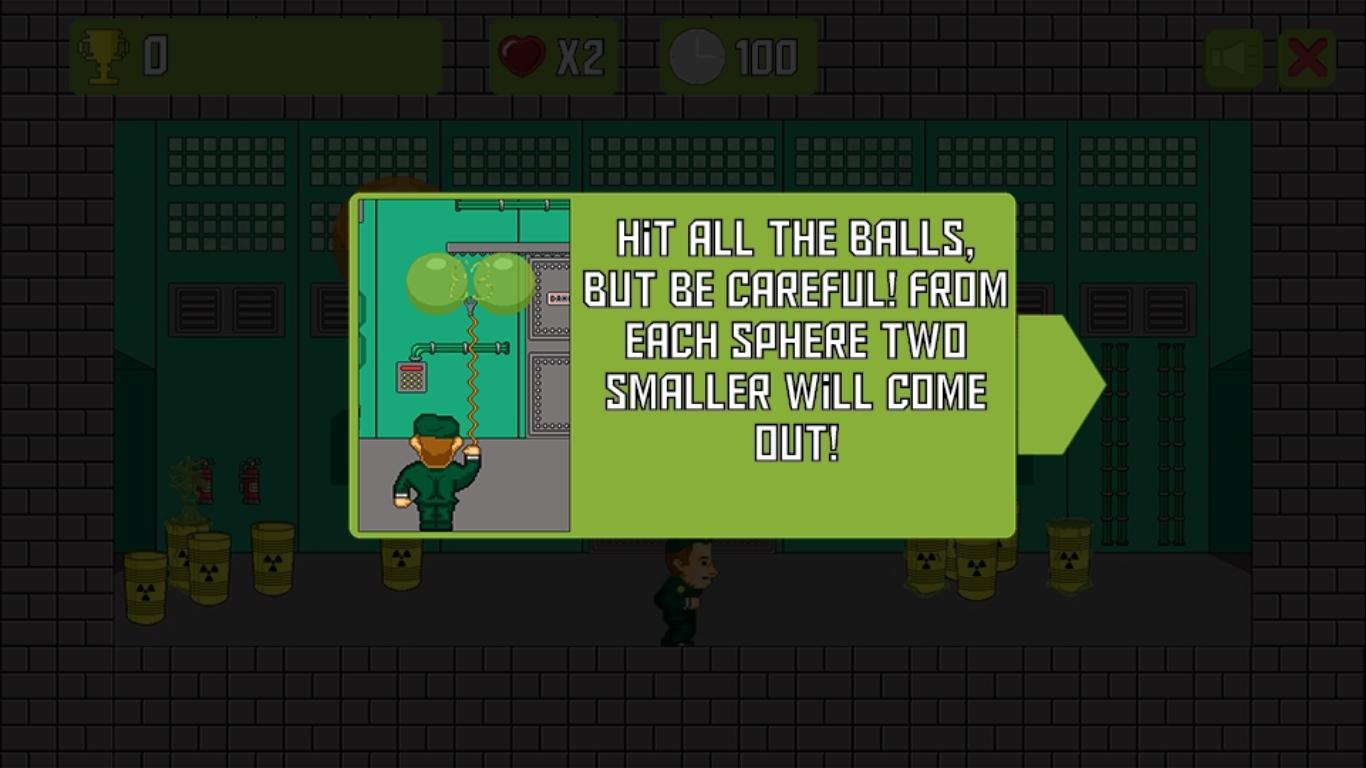 0
X2
100
HiT ALL THE BALLS,
BUT BE CAREFUL! FROM
EACH SPHERE TWO
SMALLER WiLL COME
OUT!